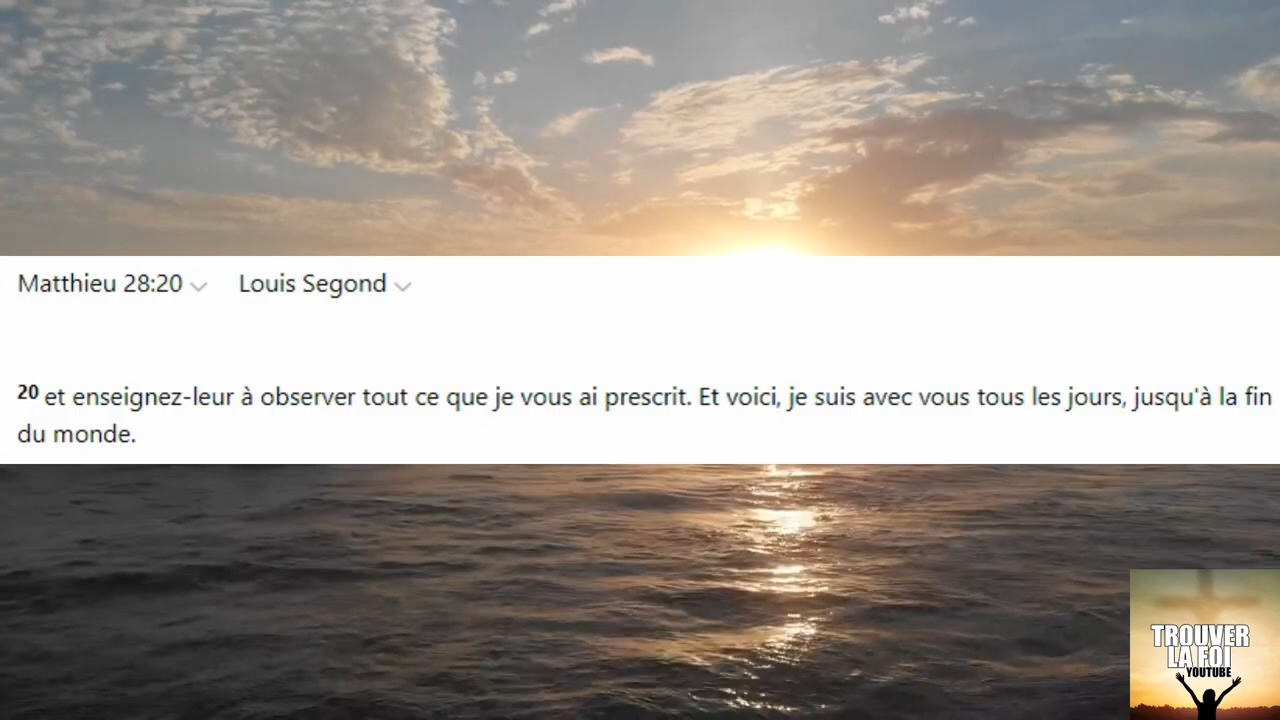 Matthieu 28:20 Louis Segond
20 et enseignez-leur à observer tout ce que je vous ai prescrit. Et voici, je suis avec vous tous les jours, jusqu'à la fin
du monde.
TROUVER
LA FOI
YOUTUBE